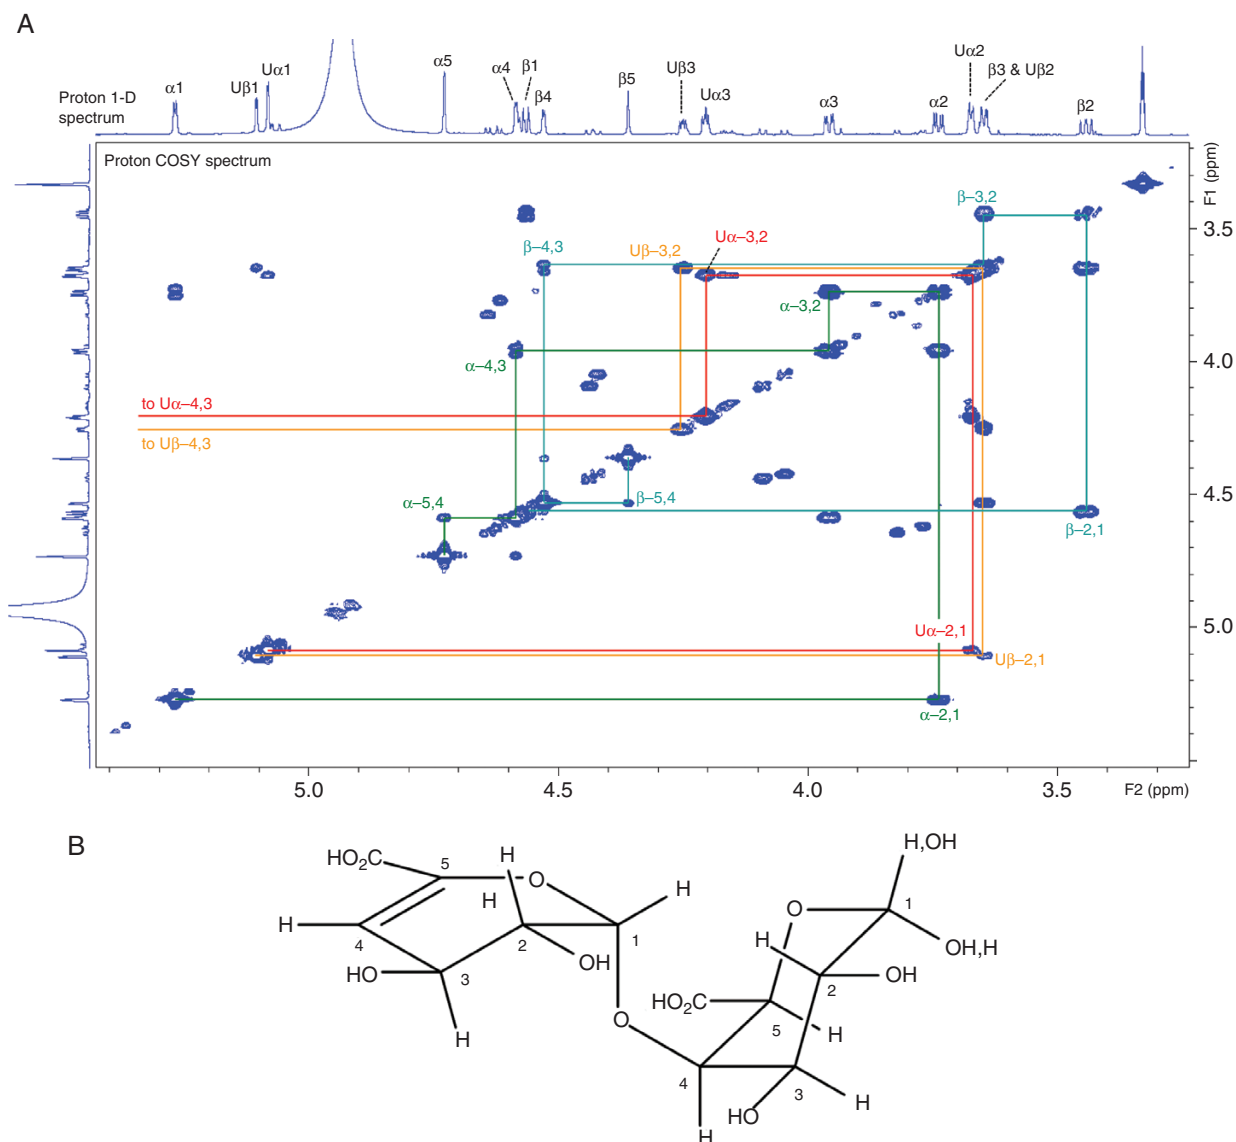 A
Proton 1-D
spectrum
α1
Uβ1
Uα1
α5
α4
β1
β4
β5
Uβ3
Uα3
α3
α2
Uα2
β3 & Uβ2
β2
Proton COSY spectrum
F1 (ppm)
β–3,2
Uα–3,2
β–4,3
Uβ–3,2
3.5
α–3,2
α–4,3
4.0
to Uα–4,3
to Uβ–4,3
α–5,4
β–5,4
4.5
β–2,1
Uα–2,1
5.0
Uβ–2,1
α–2,1
5.0
4.5
4.0
3.5
F2 (ppm)
B
HO2C
5
H
O
H
H
H
4
2
1
HO
3
OH
H
O
H,OH
O
1
H
OH,H
2
OH
HO2C
5
H
4
3
HO
H
H